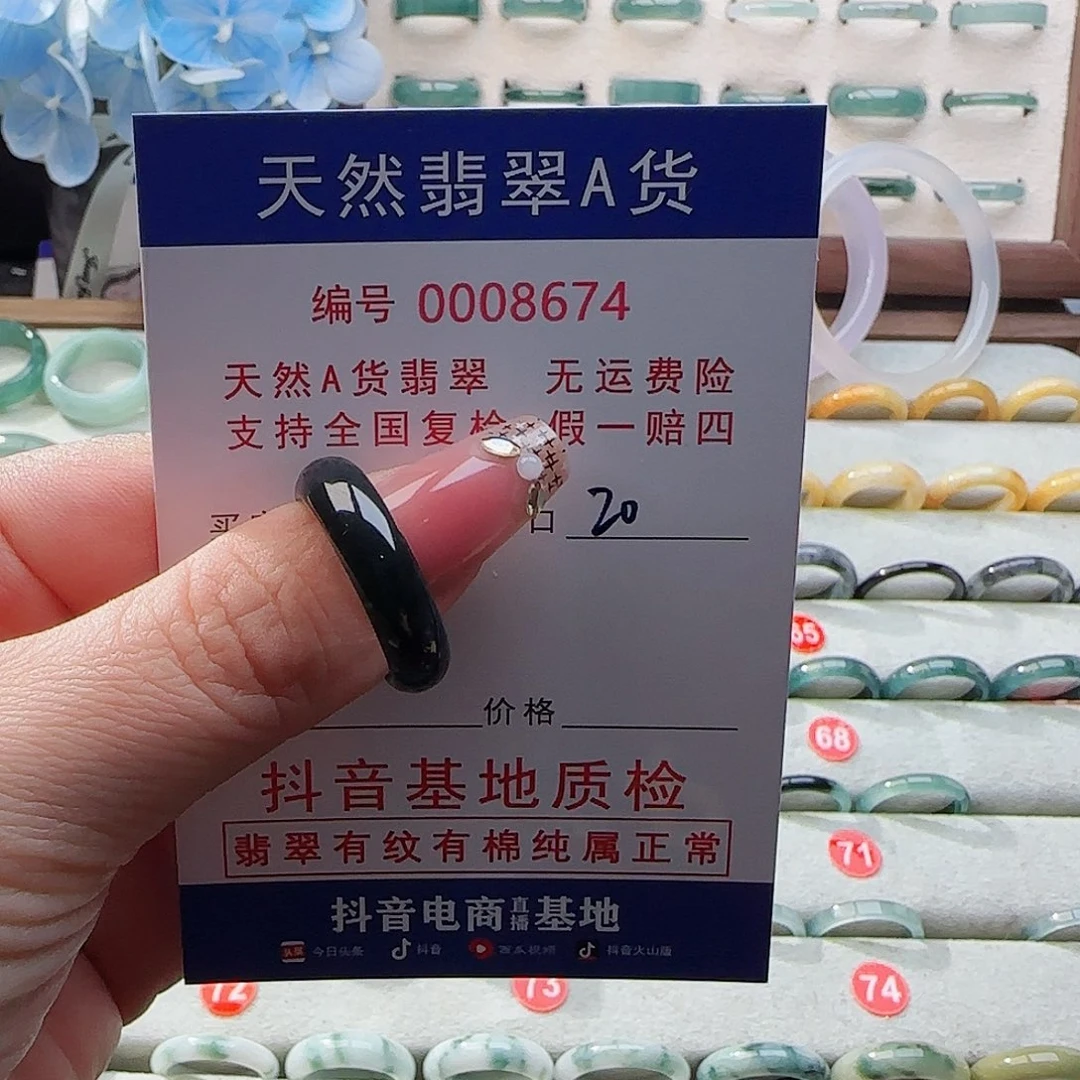 天然翡翠A货
编号 0008674
天然A货翡翠 无运费险
支持全国复检 假一赔四
买 口 20
价格
抖音基地质检
翡翠有纹有棉纯属正常
抖音电商直播基地
头条 今日头条 抖音 西瓜视频 抖音火山版
65
68
71
72 73 74